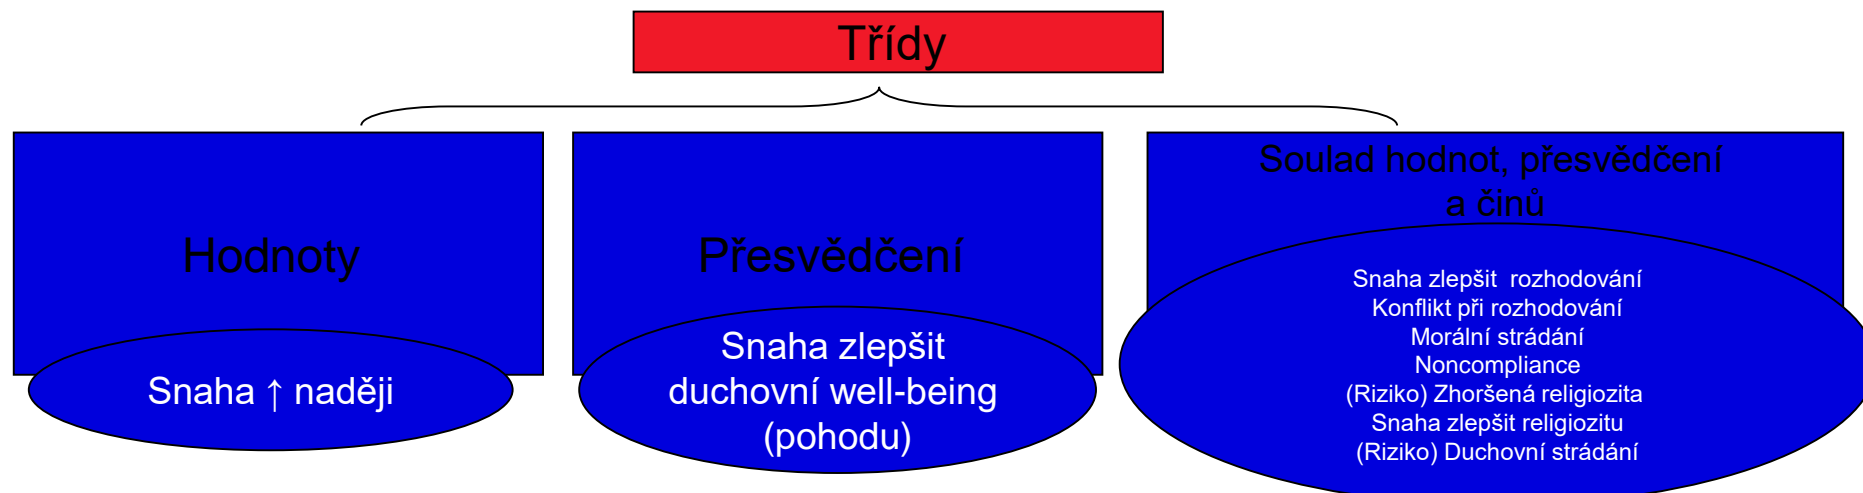 Třídy
Hodnoty
Snaha ↑ naději
Přesvědčení
Snaha zlepšit
duchovní well-being
(pohodu)
Soulad hodnot, přesvědčení
a činů
Snaha zlepšit  rozhodování
Konflikt při rozhodování
Morální strádání
Noncompliance
(Riziko) Zhoršená religiozita
Snaha zlepšit religiozitu
(Riziko) Duchovní strádání